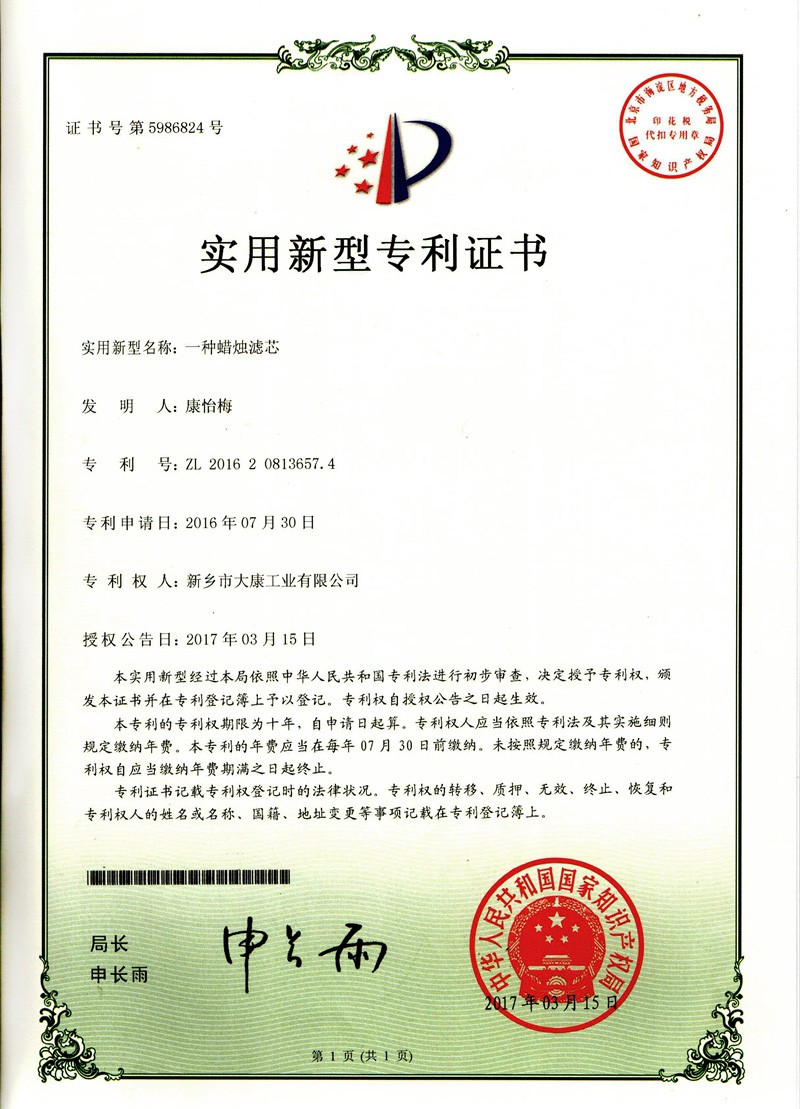 证书号第5986824号
北京市海淀区地方税务局
印花税
代扣专用章
国家知识产权局
实用新型专利证书
实用新型名称：一种蜡烛滤芯
发明人：康怡梅
专利号：ZL 2016 2 0813657.4
专利申请日：2016年07月30日
专利权人：新乡市大康工业有限公司
授权公告日：2017年03月15日
本实用新型经过本局依照中华人民共和国专利法进行初步审查，决定授予专利权，颁
发本证书并在专利登记簿上予以登记。专利权自授权公告之日起生效。
本专利的专利权期限为十年，自申请日起算。专利权人应当依照专利法及其实施细则
规定缴纳年费。本专利的年费应当在每年07月30日前缴纳。未按照规定缴纳年费的，专
利权自应当缴纳年费期满之日起终止。
专利证书记载专利权登记时的法律状况。专利权的转移、质押、无效、终止、恢复和
专利权人的姓名或名称、国籍、地址变更等事项记载在专利登记簿上。
局长
申长雨
申长雨
中华人民共和国国家知识产权局
2017年03月15日
第1页(共1页)